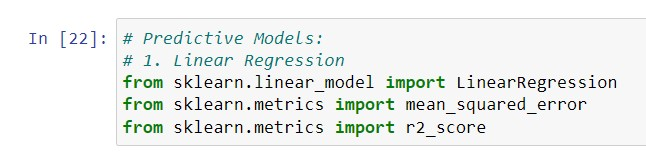 In [22]: # Predictive Models:
# 1. Linear Regression
from sklearn.linear_model import LinearRegression
from sklearn.metrics import mean_squared_error
from sklearn.metrics import r2_score